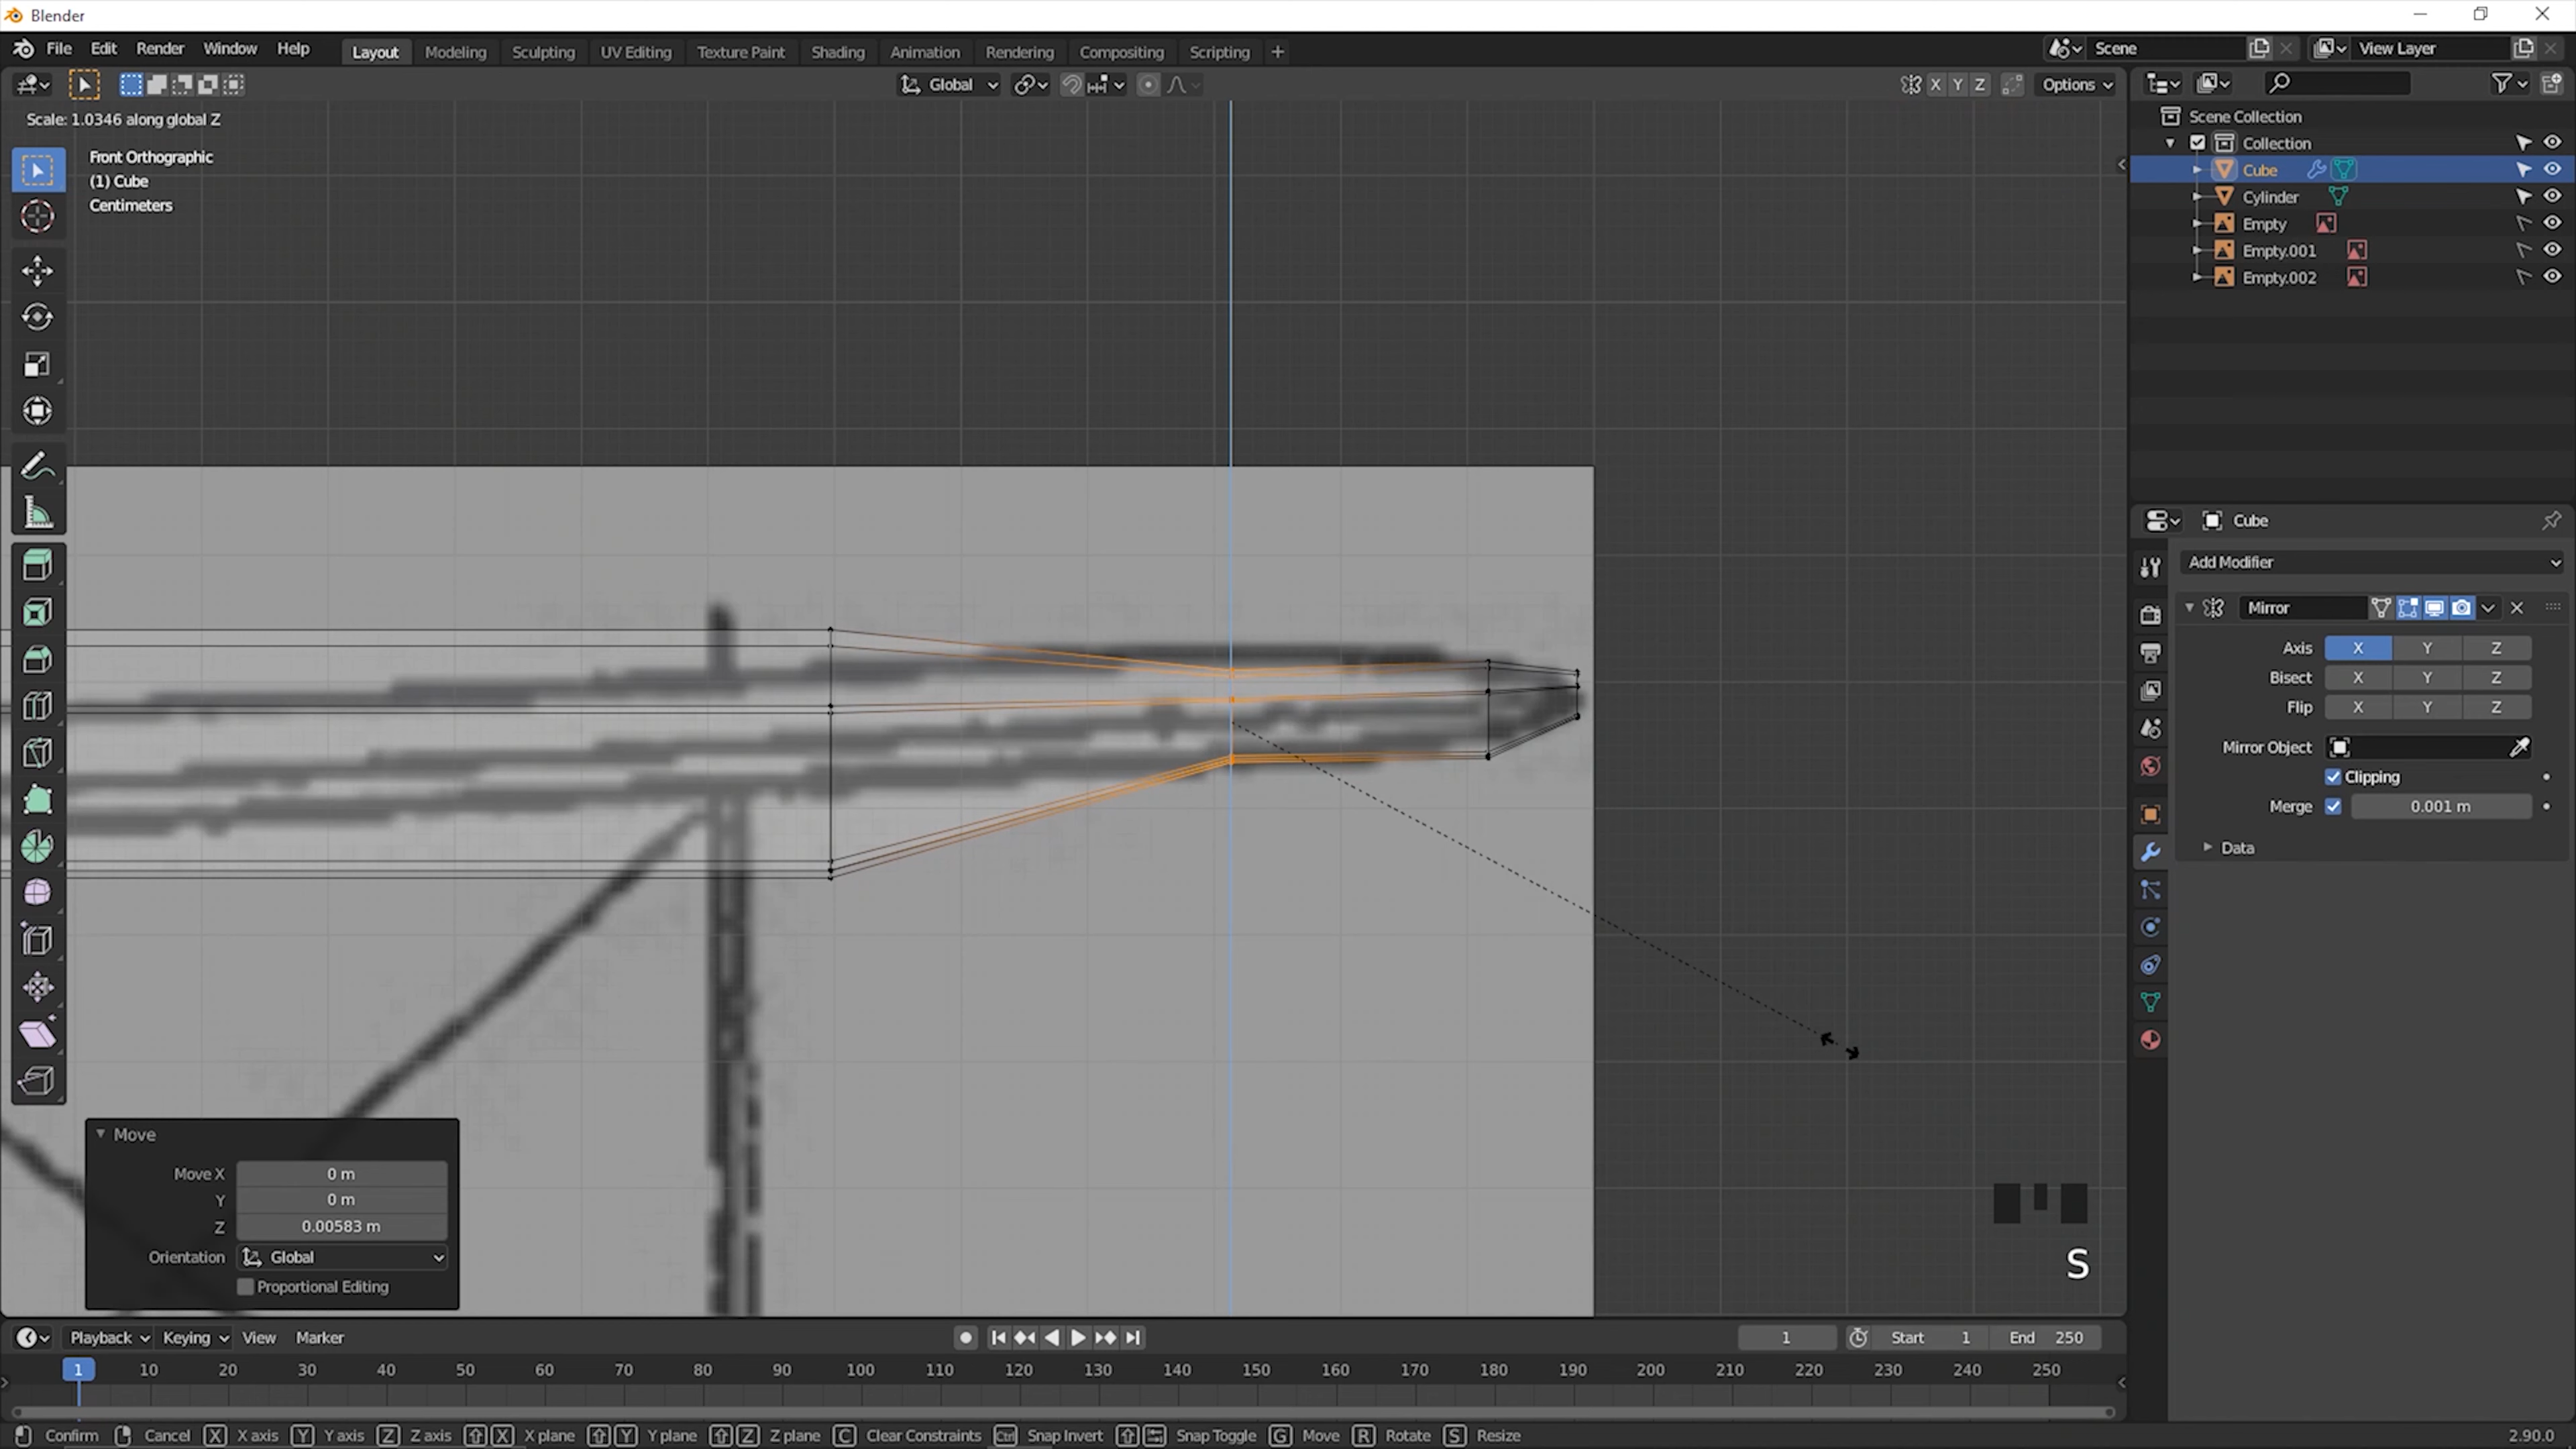 Blender
File Edit Render Window Help Layout Modeling Sculpting UV Editing Texture Paint Shading Animation Rendering Compositing Scripting + Scene View Layer
Global X Y Z Options
Scale: 1.0346 along global Z
Front Orthographic
(1) Cube
Centimeters
Scene Collection
Collection
Cube
Cylinder
Empty
Empty.001
Empty.002
Cube
Add Modifier
Mirror
Axis X Y Z
Bisect X Y Z
Flip X Y Z
Mirror Object
Clipping
Merge 0.001 m
Data
Move
Move X 0 m
Y 0 m
Z 0.00583 m
Orientation Global
Proportional Editing
S
Playback Keying View Marker 1 Start 1 End 250
1 10 20 30 40 50 60 70 80 90 100 110 120 130 140 150 160 170 180 190 200 210 220 230 240 250
Confirm Cancel X X axis Y Y axis Z Z axis X X plane Y Y plane Z Z plane C Clear Constraints Ctrl Snap Invert Snap Toggle G Move R Rotate S Resize 2.90.0